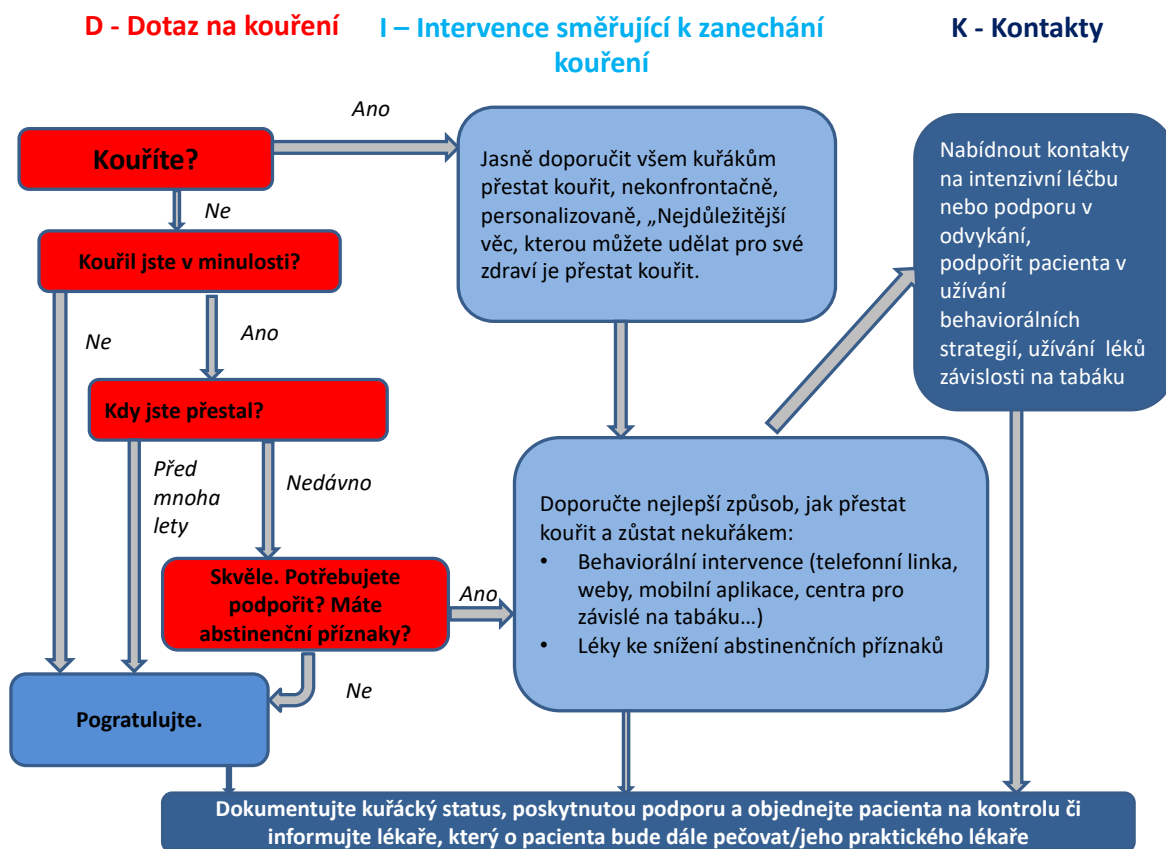 D - Dotaz na kouření
I – Intervence směřující k zanechání
kouření
K - Kontakty
Ano
Kouříte?
Ne
Kouřil jste v minulosti?
Ne
Ano
Kdy jste přestal?
Před
mnoha
lety
Nedávno
Skvěle. Potřebujete
podpořit? Máte
abstinenční příznaky?
Ano
Ne
Pogratulujte.
Jasně doporučit všem kuřákům
přestat kouřit, nekonfrontačně,
personalizovaně, „Nejdůležitější
věc, kterou můžete udělat pro své
zdraví je přestat kouřit.
Doporučte nejlepší způsob, jak přestat
kouřit a zůstat nekuřákem:
• Behaviorální intervence (telefonní linka,
weby, mobilní aplikace, centra pro
závislé na tabáku…)
• Léky ke snížení abstinenčních příznaků
Nabídnout kontakty
na intenzivní léčbu
nebo podporu v
odvykání,
podpořit pacienta v
užívání
behaviorálních
strategií, užívání léků
závislosti na tabáku
Dokumentujte kuřácký status, poskytnutou podporu a objednejte pacienta na kontrolu či
informujte lékaře, který o pacienta bude dále pečovat/jeho praktického lékaře